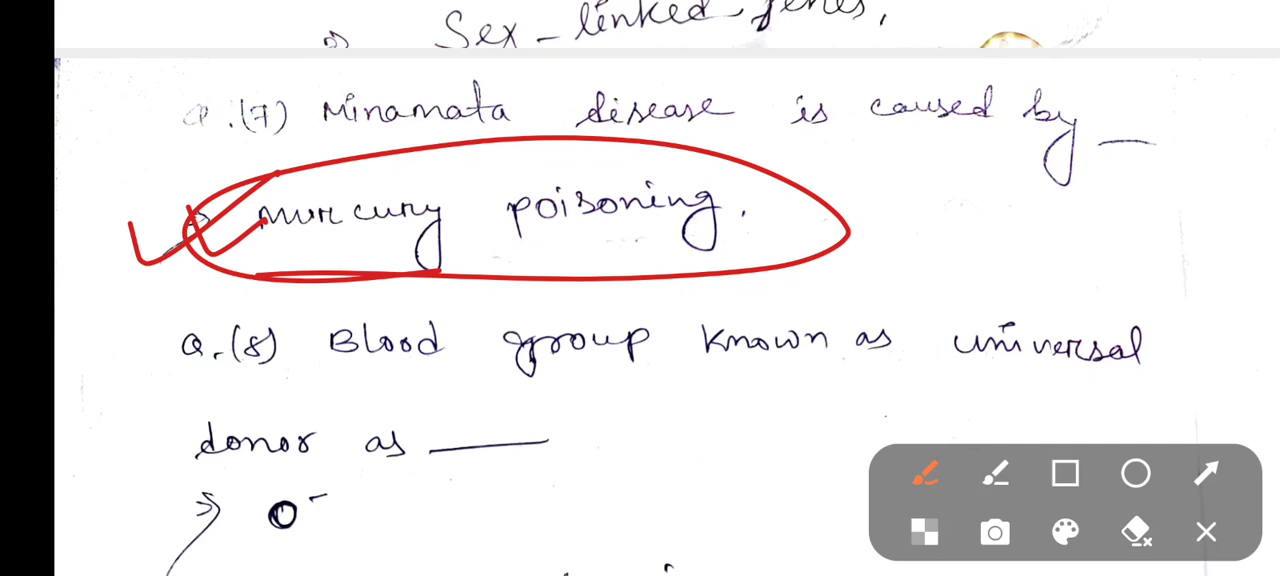 Sex-linked genes,
Q.(7) Minamata disease is caused by —
⇒ Murcury poisoning.
Q.(8) Blood group known as universal
donor as —
⇒ O⁻